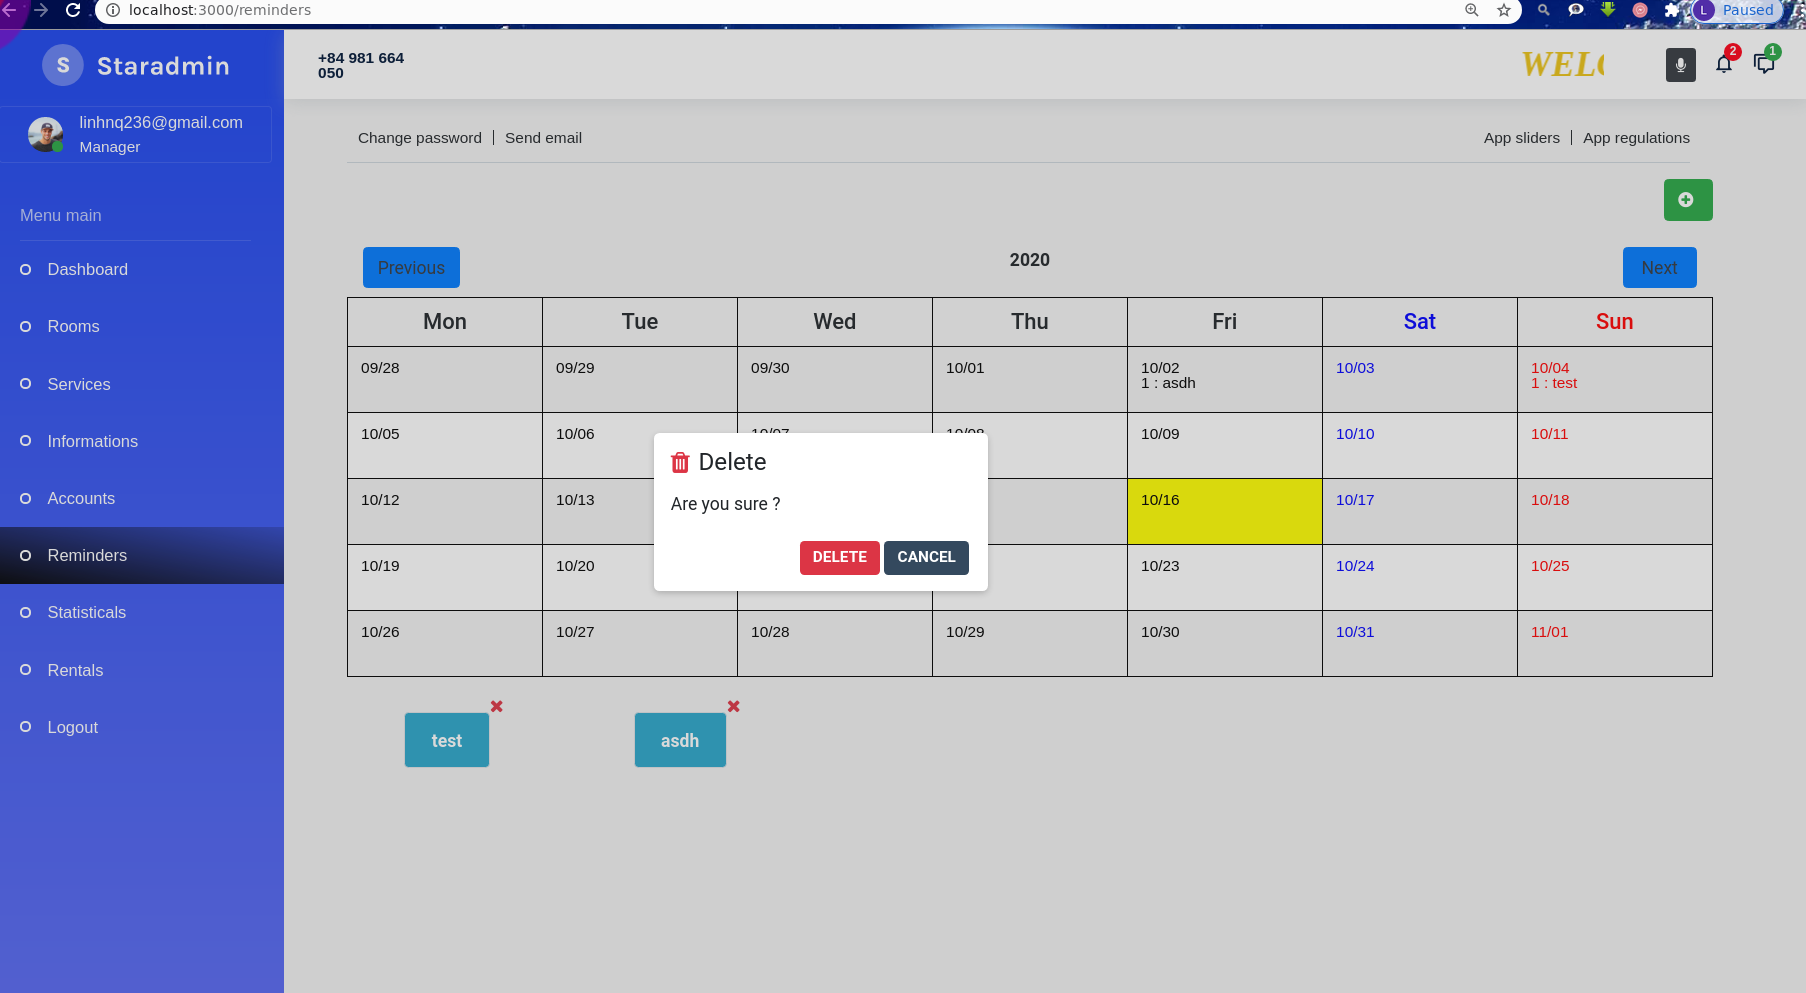 localhost:3000/reminders
L Paused
S Staradmin
+84 981 664
050
2
1
linhnq236@gmail.com
Manager
Change password
Send email
App sliders
App regulations
Menu main
Dashboard
Rooms
Services
Informations
Accounts
Reminders
Statisticals
Rentals
Logout
Previous
2020
Next
Mon Tue Wed Thu Fri Sat Sun
09/28 09/29 09/30 10/01 10/02 10/03 10/04
1 : asdh 1 : test
10/05 10/06 10/07 10/08 10/09 10/10 10/11
10/12 10/13 10/16 10/17 10/18
10/19 10/20 10/23 10/24 10/25
10/26 10/27 10/28 10/29 10/30 10/31 11/01
Delete
Are you sure ?
DELETE CANCEL
test
asdh